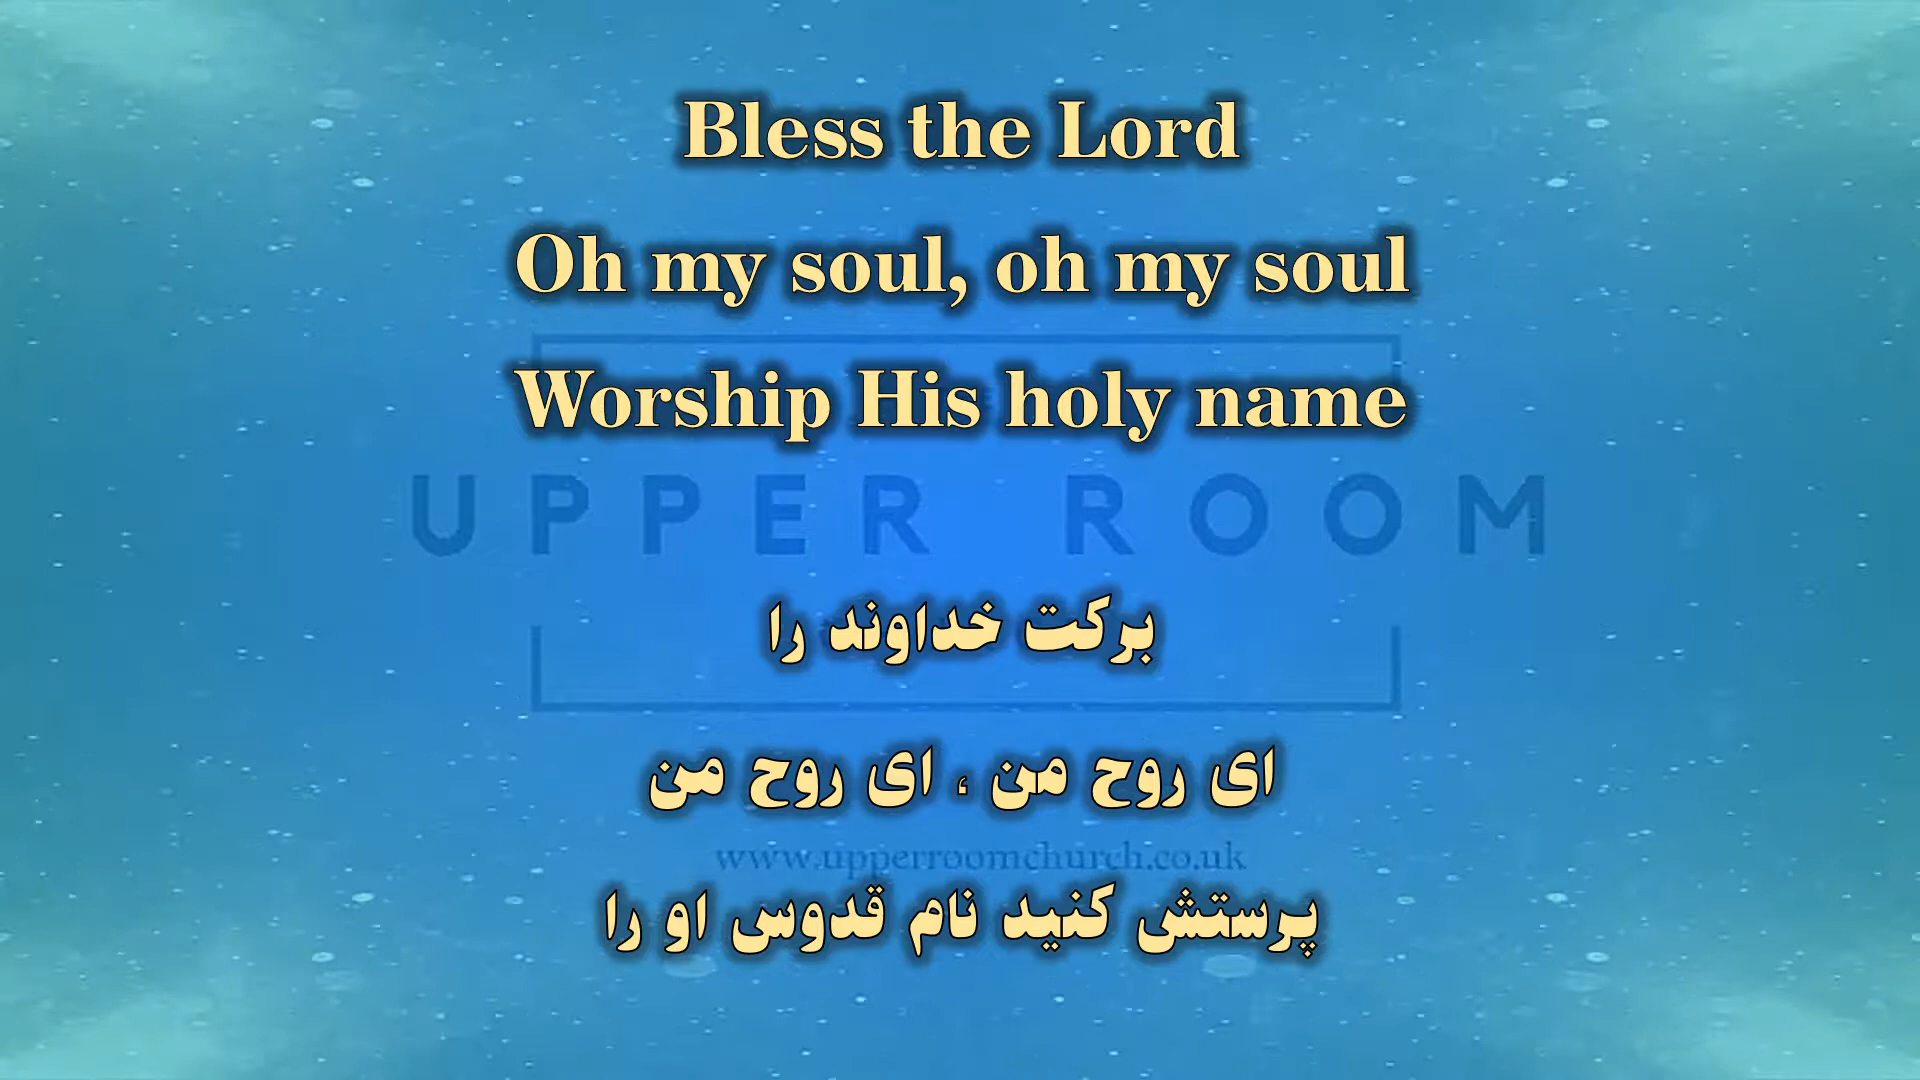 Bless the Lord
Oh my soul, oh my soul
Worship His holy name
UPPER ROOM
برکت خداوند را
ای روح من ، ای روح من
www.upperroomchurch.co.uk
پرستش کنید نام قدوس او را